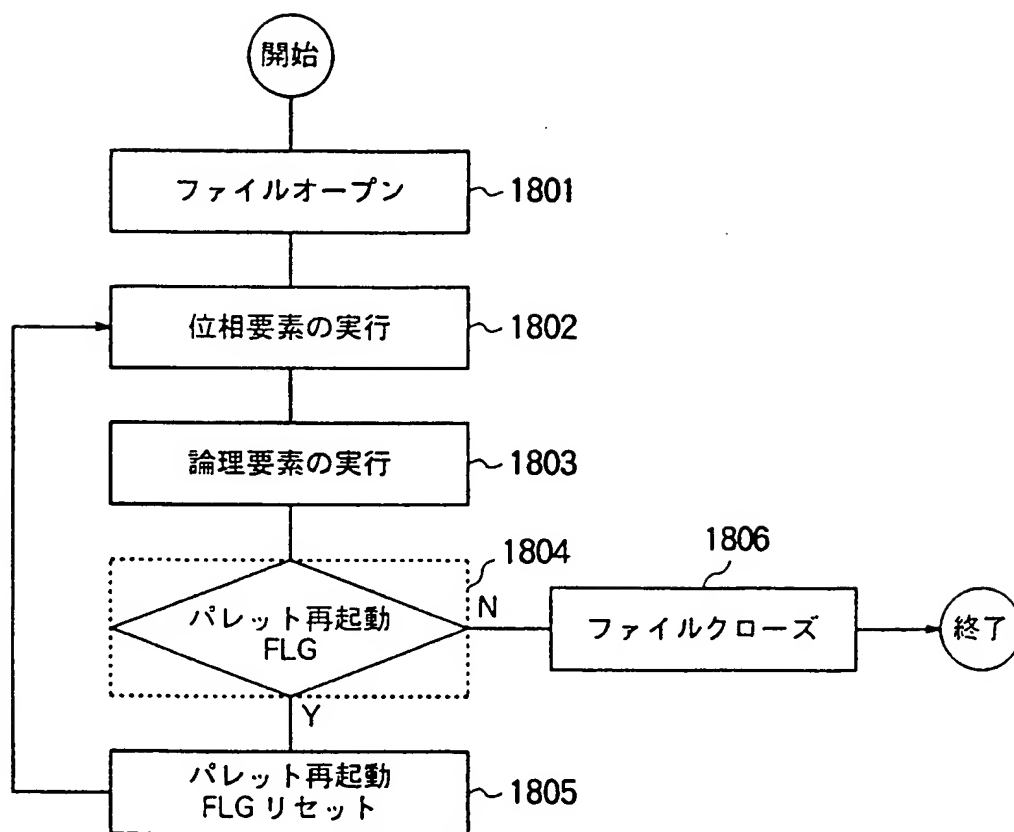 開始
ファイルオープン
1801
位相要素の実行
1802
論理要素の実行
1803
1804
パレット再起動
FLG
N
Y
1806
ファイルクローズ
終了
パレット再起動
FLG リセット
1805